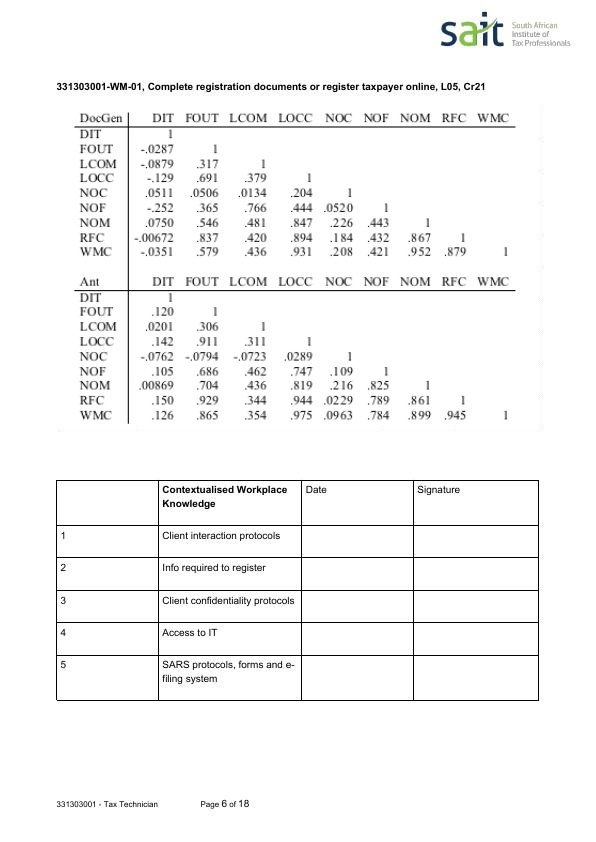 sait South African
Institute of
Tax Professionals
331303001-WM-01, Complete registration documents or register taxpayer online, L05, Cr21
DocGen DIT FOUT LCOM LOCC NOC NOF NOM RFC WMC
DIT 1
FOUT -.0287 1
LCOM -.0879 .317 1
LOCC -.129 .691 .379 1
NOC .0511 .0506 .0134 .204 1
NOF -.252 .365 .766 .444 .0520 1
NOM .0750 .546 .481 .847 .226 .443 1
RFC -.00672 .837 .420 .894 .184 .432 .867 1
WMC -.0351 .579 .436 .931 .208 .421 .952 .879 1
Ant DIT FOUT LCOM LOCC NOC NOF NOM RFC WMC
DIT 1
FOUT .120 1
LCOM .0201 .306 1
LOCC .142 .911 .311 1
NOC -.0762 -.0794 -.0723 .0289 1
NOF .105 .686 .462 .747 .109 1
NOM .00869 .704 .436 .819 .216 .825 1
RFC .150 .929 .344 .944 .0229 .789 .861 1
WMC .126 .865 .354 .975 .0963 .784 .899 .945 1
Contextualised Workplace Date Signature
Knowledge
1 Client interaction protocols
2 Info required to register
3 Client confidentiality protocols
4 Access to IT
5 SARS protocols, forms and e-
filing system
331303001 - Tax Technician Page 6 of 18